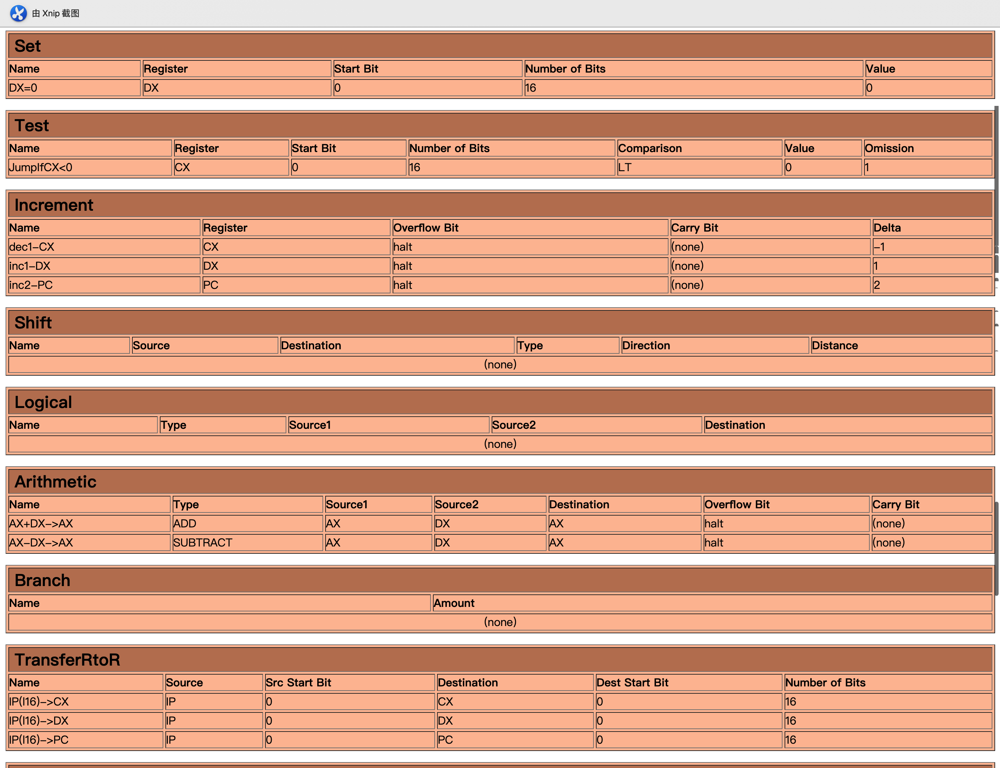 由 Xnip 截图
Set
Name Register Start Bit Number of Bits Value
DX=0 DX 0 16 0
Test
Name Register Start Bit Number of Bits Comparison Value Omission
JumpIfCX<0 CX 0 16 LT 0 1
Increment
Name Register Overflow Bit Carry Bit Delta
dec1-CX CX halt (none) -1
inc1-DX DX halt (none) 1
inc2-PC PC halt (none) 2
Shift
Name Source Destination Type Direction Distance
(none)
Logical
Name Type Source1 Source2 Destination
(none)
Arithmetic
Name Type Source1 Source2 Destination Overflow Bit Carry Bit
AX+DX->AX ADD AX DX AX halt (none)
AX-DX->AX SUBTRACT AX DX AX halt (none)
Branch
Name Amount
(none)
TransferRtoR
Name Source Src Start Bit Destination Dest Start Bit Number of Bits
IP(I16)->CX IP 0 CX 0 16
IP(I16)->DX IP 0 DX 0 16
IP(I16)->PC IP 0 PC 0 16